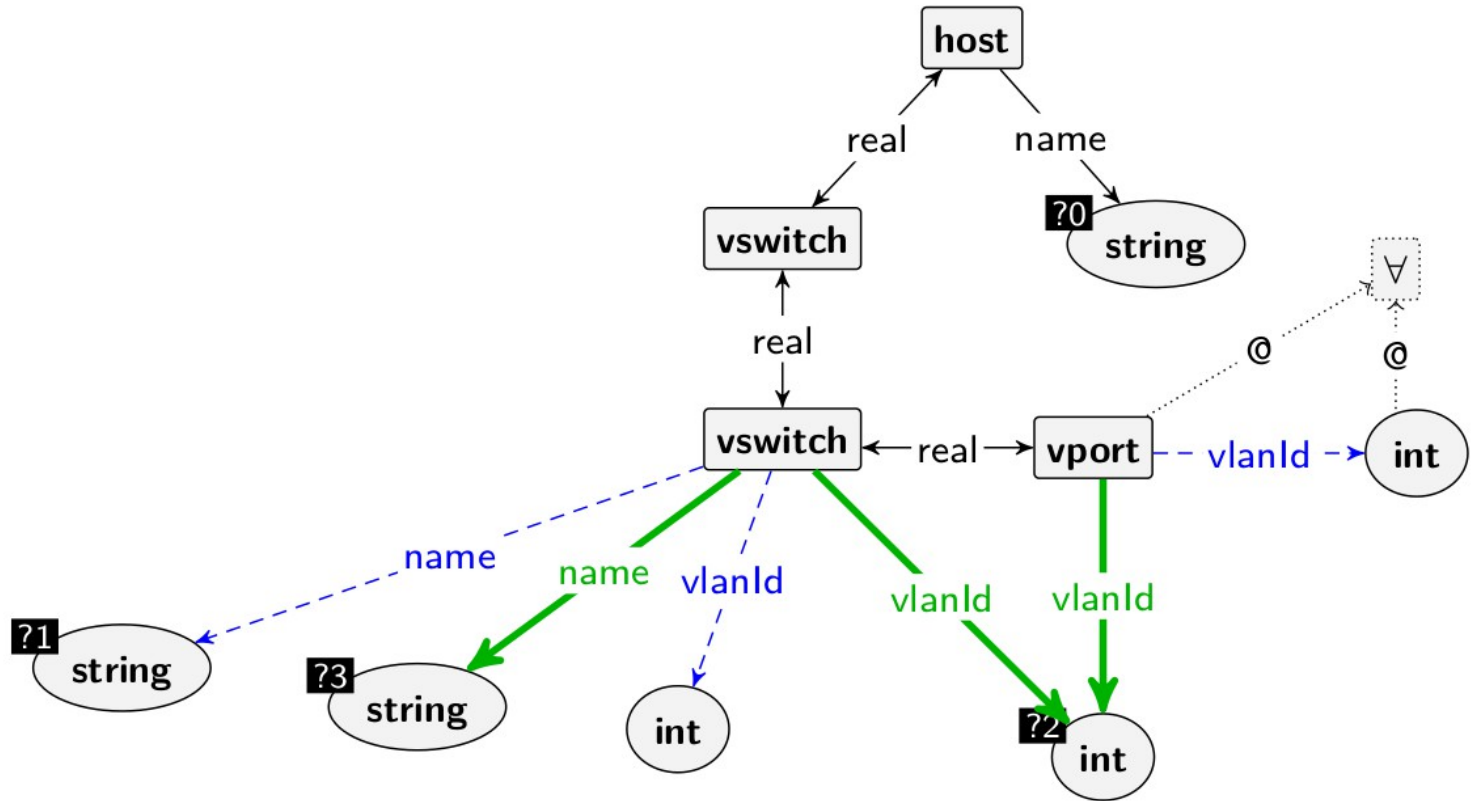 host
real
name
vswitch
?0
string
∀
real
@
@
vswitch
real
vport
vlanId
int
name
name
vlanId
vlanId
vlanId
?1
string
?3
string
int
?2
int